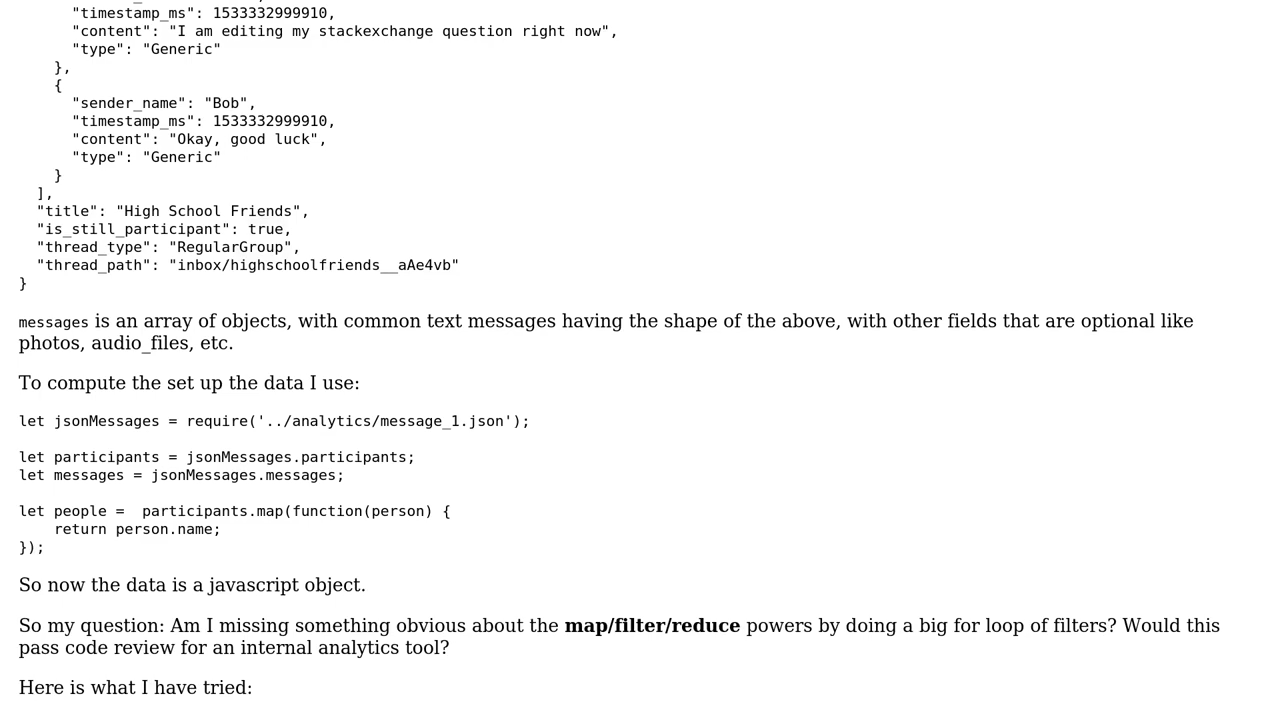 "timestamp_ms": 1533332999910,
"content": "I am editing my stackexchange question right now",
"type": "Generic"
},
{
"sender_name": "Bob",
"timestamp_ms": 1533332999910,
"content": "Okay, good luck",
"type": "Generic"
}
],
"title": "High School Friends",
"is_still_participant": true,
"thread_type": "RegularGroup",
"thread_path": "inbox/highschoolfriends__aAe4vb"
}
messages is an array of objects, with common text messages having the shape of the above, with other fields that are optional like
photos, audio_files, etc.
To compute the set up the data I use:
let jsonMessages = require('../analytics/message_1.json');
let participants = jsonMessages.participants;
let messages = jsonMessages.messages;
let people =  participants.map(function(person) {
return person.name;
});
So now the data is a javascript object.
So my question: Am I missing something obvious about the map/filter/reduce powers by doing a big for loop of filters? Would this
pass code review for an internal analytics tool?
Here is what I have tried: